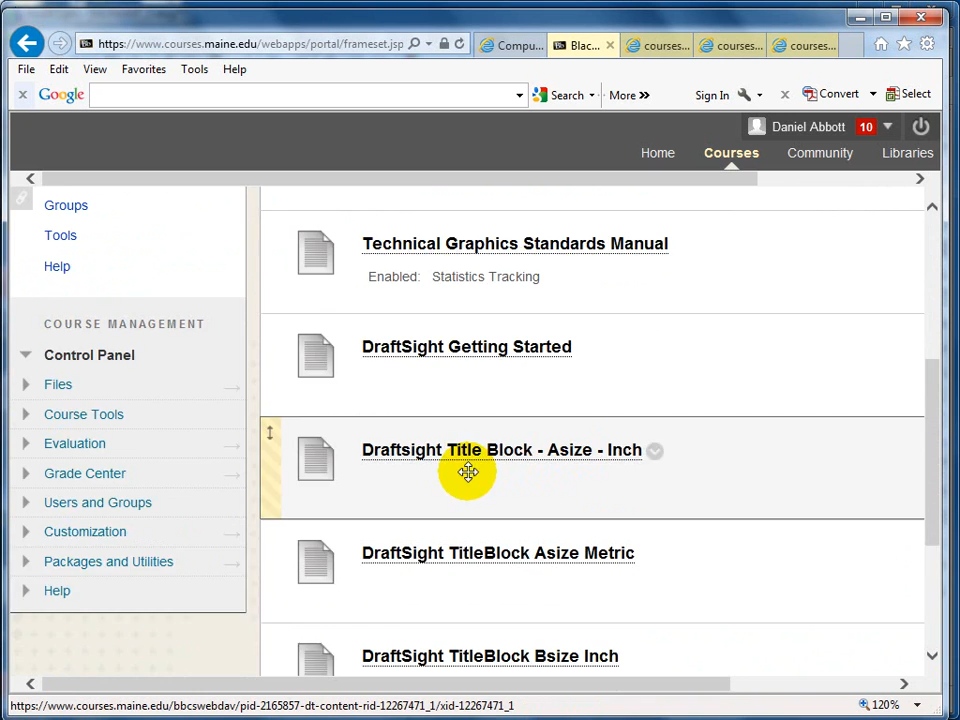 https://www.courses.maine.edu/webapps/portal/frameset.jsp
Compu...
Blac...
courses...
courses...
courses...
File Edit View Favorites Tools Help
Google Search More » Sign In Convert Select
Daniel Abbott 10
Home Courses Community Libraries
Groups
Tools
Help
COURSE MANAGEMENT
Control Panel
Files
Course Tools
Evaluation
Grade Center
Users and Groups
Customization
Packages and Utilities
Help
Technical Graphics Standards Manual
Enabled: Statistics Tracking
DraftSight Getting Started
Draftsight Title Block - Asize - Inch
DraftSight TitleBlock Asize Metric
DraftSight TitleBlock Bsize Inch
https://www.courses.maine.edu/bbcswebdav/pid-2165857-dt-content-rid-12267471_1/xid-12267471_1
120%